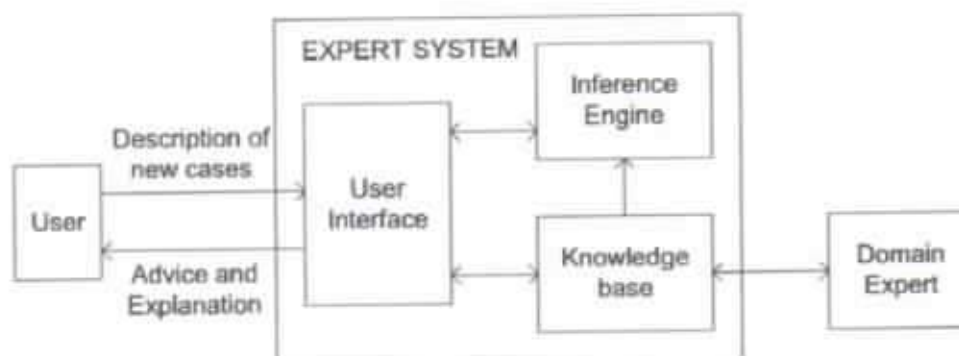 EXPERT SYSTEM
Inference
Engine
Description of
new cases
User
User
Interface
Advice and
Explanation
Knowledge
base
Domain
Expert